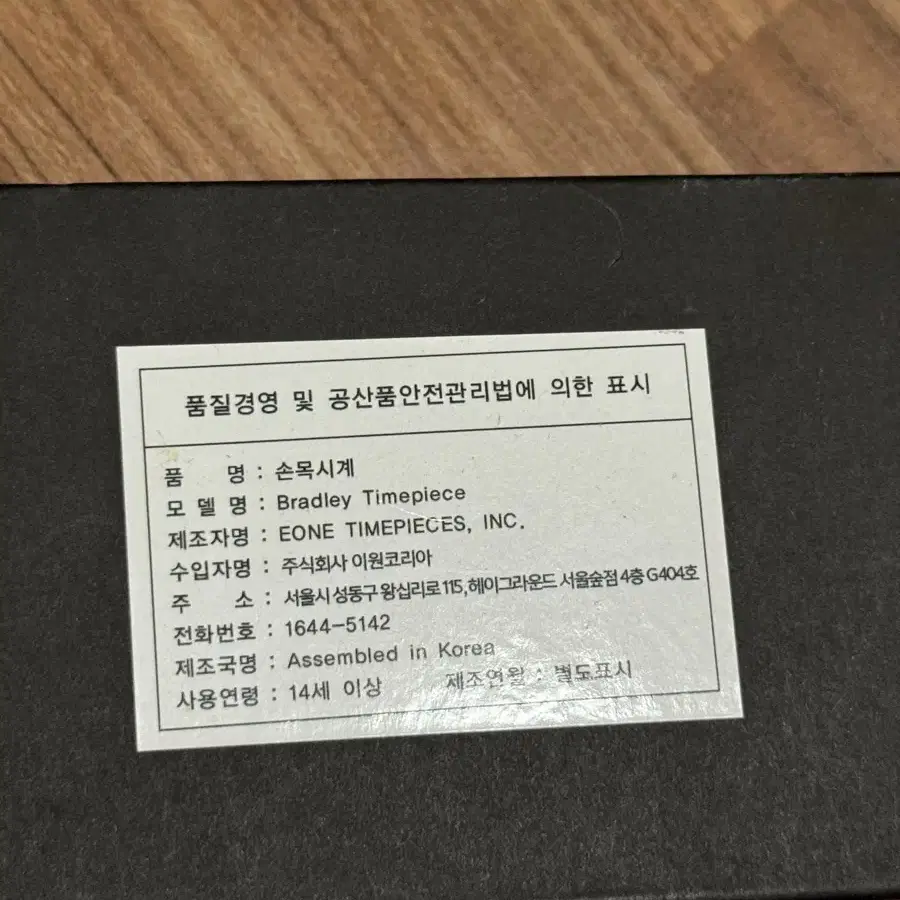 품질경영 및 공산품안전관리법에 의한 표시
품 명 : 손목시계
모 델 명 : Bradley Timepiece
제조자명 : EONE TIMEPIECES, INC.
수입자명 : 주식회사 이원코리아
주 소 : 서울시 성동구 왕십리로 115, 헤이그라운드 서울숲점 4층 G404호
전화번호 : 1644-5142
제조국명 : Assembled in Korea
사용연령 : 14세 이상 제조연월 : 별도표시